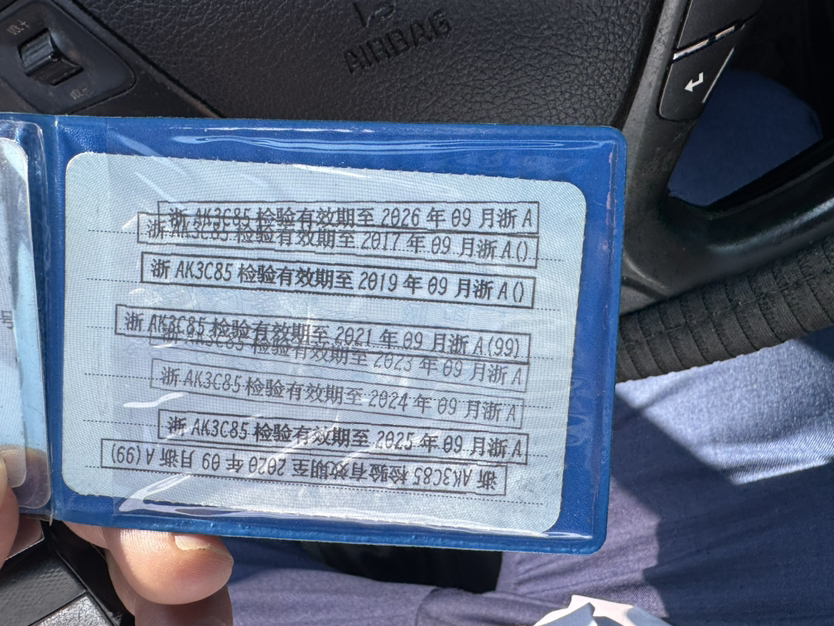 VOL+
VOL-
AIRBAG
浙 AK3C85 检验有效期至 2026 年 09 月浙 A
浙 AK3C85 检验有效期至 2017 年 09 月浙 A()
浙 AK3C85 检验有效期至 2019 年 09 月浙 A()
浙 AK3C85 检验有效期至 2021 年 09 月浙 A(99)
浙 AK3C85 检验有效期至 2023 年 09 月浙 A
浙 AK3C85 检验有效期至 2024 年 09 月浙 A
浙 AK3C85 检验有效期至 2025 年 09 月浙 A
浙 AK3C85 检验有效期至 2020 年 09 月浙 A(99)
号